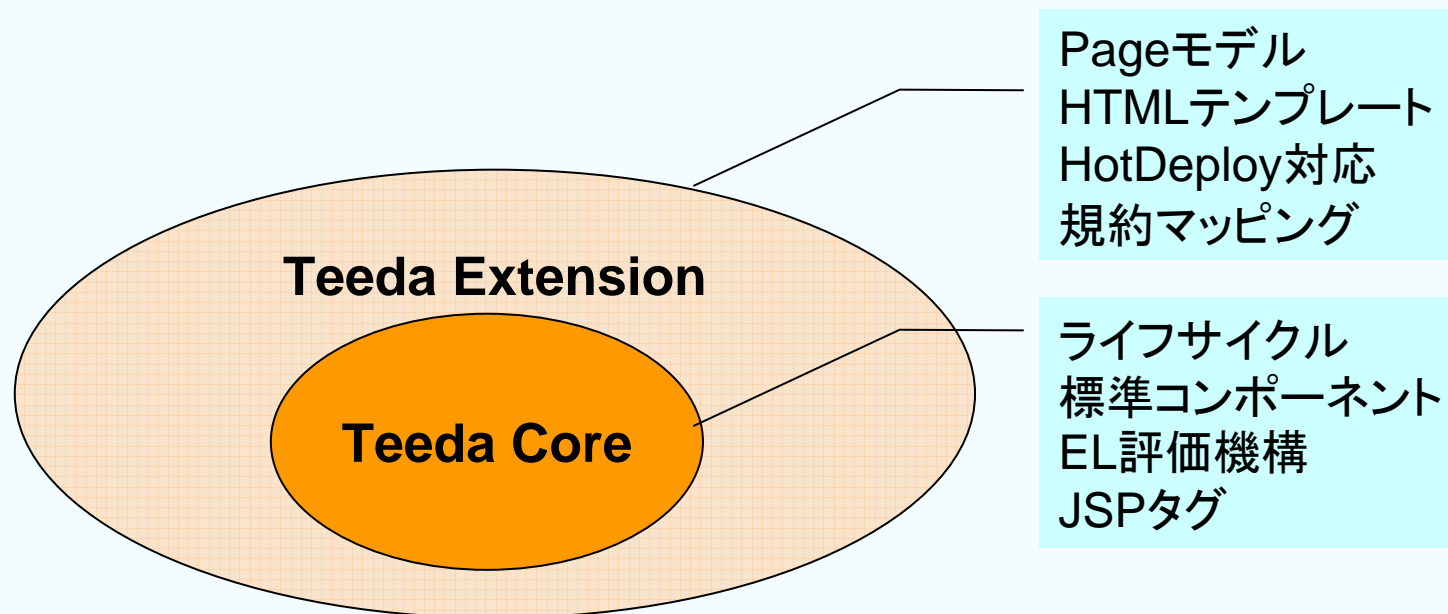 Pageモデル
HTMLテンプレート
HotDeploy対応
規約マッピング
Teeda Extension
ライフサイクル
標準コンポーネント
EL評価機構
JSPタグ
Teeda Core